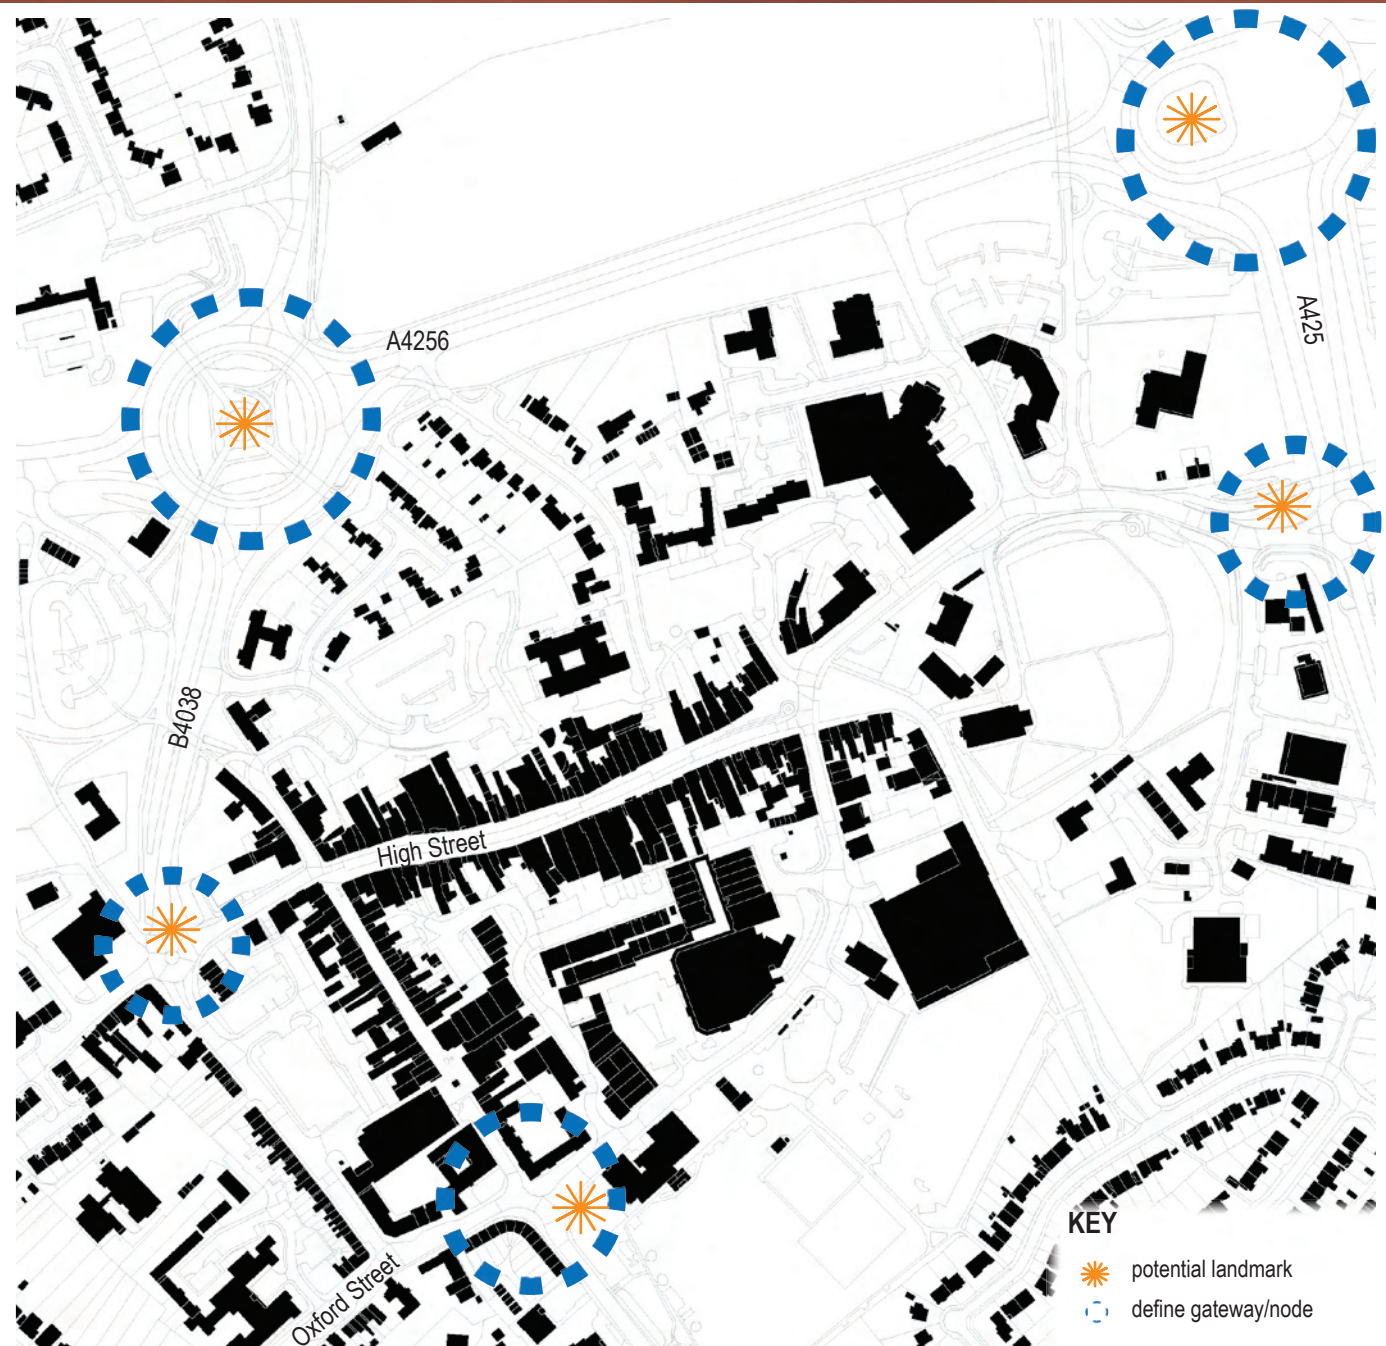 A4256
A425
B4038
High Street
Oxford Street
KEY
potential landmark
define gateway/node